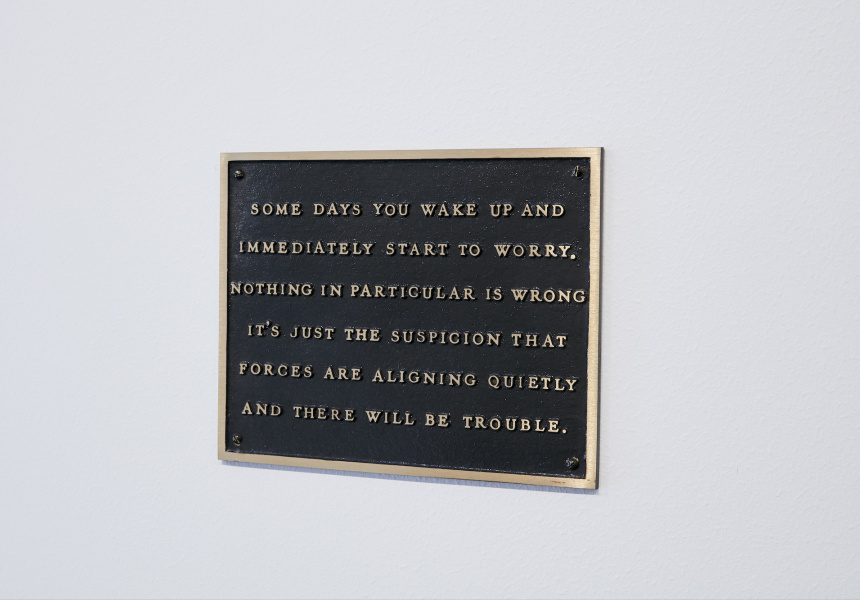 SOME DAYS YOU WAKE UP AND
IMMEDIATELY START TO WORRY.
NOTHING IN PARTICULAR IS WRONG
IT'S JUST THE SUSPICION THAT
FORCES ARE ALIGNING QUIETLY
AND THERE WILL BE TROUBLE.